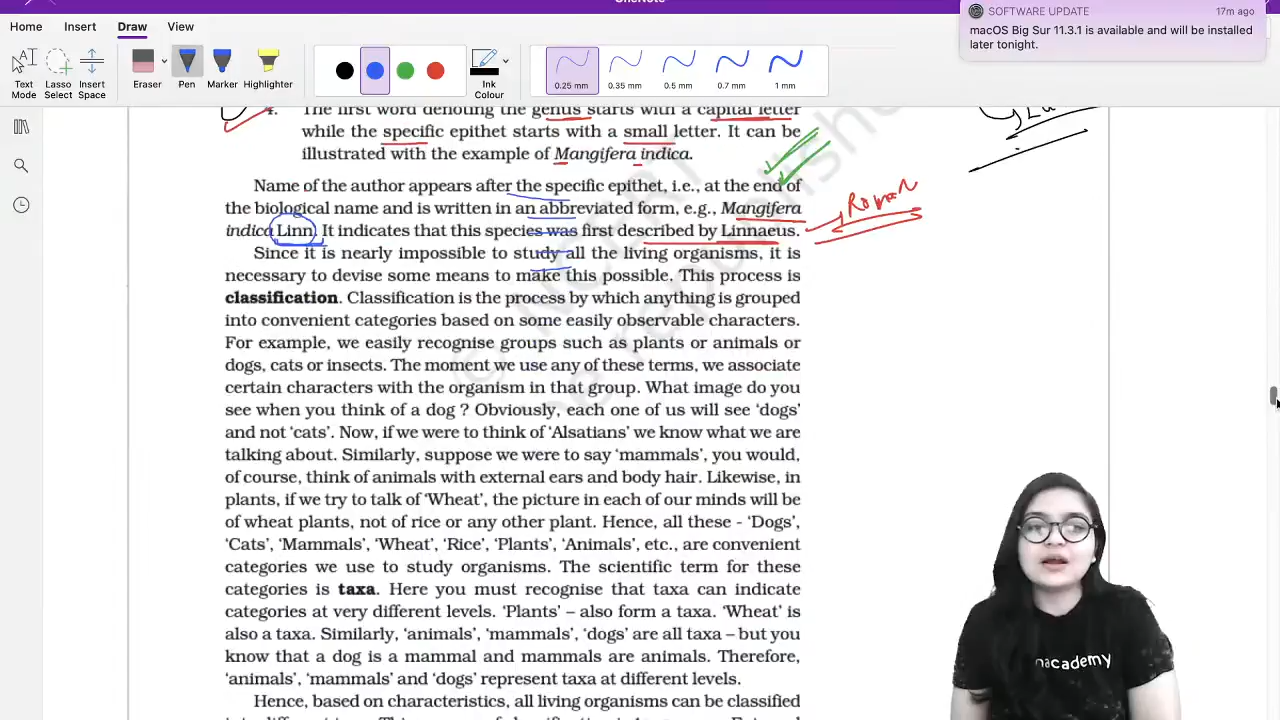 OneNote
SOFTWARE UPDATE 17m ago
macOS Big Sur 11.3.1 is available and will be installed
later tonight.
Home Insert Draw View
Text Mode
Lasso Select
Insert Space
Eraser
Pen
Marker
Highlighter
Ink Colour
0.25 mm
0.35 mm
0.5 mm
0.7 mm
1 mm
4. The first word denoting the genus starts with a capital letter
while the specific epithet starts with a small letter. It can be
illustrated with the example of Mangifera indica.
Name of the author appears after the specific epithet, i.e., at the end of
the biological name and is written in an abbreviated form, e.g., Mangifera
indica Linn. It indicates that this species was first described by Linnaeus.
Roman
Since it is nearly impossible to study all the living organisms, it is
necessary to devise some means to make this possible. This process is
classification. Classification is the process by which anything is grouped
into convenient categories based on some easily observable characters.
For example, we easily recognise groups such as plants or animals or
dogs, cats or insects. The moment we use any of these terms, we associate
certain characters with the organism in that group. What image do you
see when you think of a dog ? Obviously, each one of us will see ‘dogs’
and not ‘cats’. Now, if we were to think of ‘Alsatians’ we know what we are
talking about. Similarly, suppose we were to say ‘mammals’, you would,
of course, think of animals with external ears and body hair. Likewise, in
plants, if we try to talk of ‘Wheat’, the picture in each of our minds will be
of wheat plants, not of rice or any other plant. Hence, all these - ‘Dogs’,
‘Cats’, ‘Mammals’, ‘Wheat’, ‘Rice’, ‘Plants’, ‘Animals’, etc., are convenient
categories we use to study organisms. The scientific term for these
categories is taxa. Here you must recognise that taxa can indicate
categories at very different levels. ‘Plants’ – also form a taxa. ‘Wheat’ is
also a taxa. Similarly, ‘animals’, ‘mammals’, ‘dogs’ are all taxa – but you
know that a dog is a mammal and mammals are animals. Therefore,
‘animals’, ‘mammals’ and ‘dogs’ represent taxa at different levels.
Hence, based on characteristics, all living organisms can be classified
© NCERT
be republished
nacademy